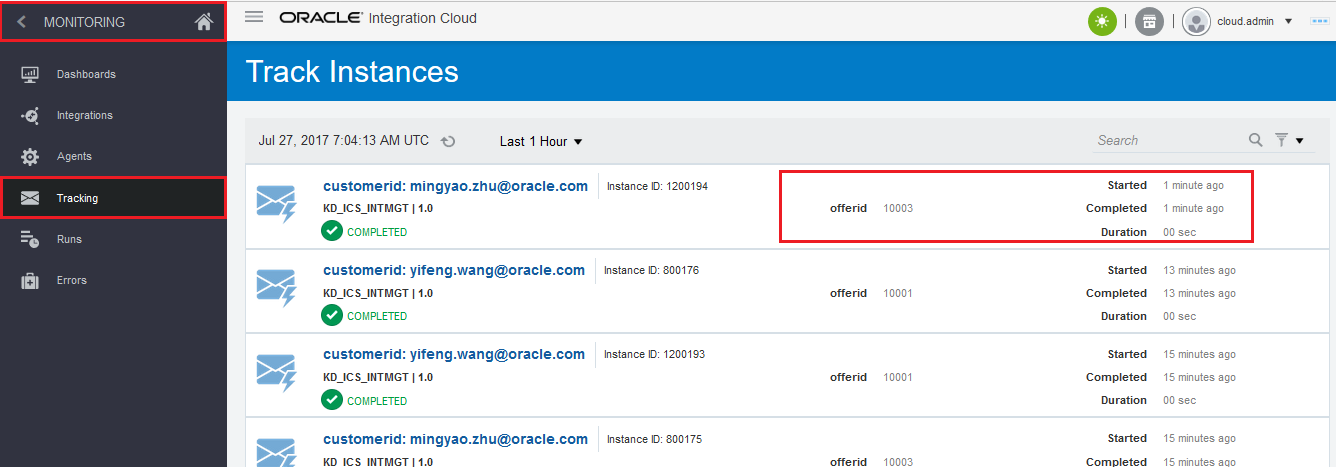 MONITORING
Dashboards
Integrations
Agents
Tracking
Runs
Errors
ORACLE Integration Cloud
cloud.admin
Track Instances
Jul 27, 2017 7:04:13 AM UTC
Last 1 Hour
Search
customerid: mingyao.zhu@oracle.com Instance ID: 1200194 Started 1 minute ago
KD_ICS_INTMGT | 1.0 offerid 10003 Completed 1 minute ago
COMPLETED Duration 00 sec
customerid: yifeng.wang@oracle.com Instance ID: 800176 Started 13 minutes ago
KD_ICS_INTMGT | 1.0 offerid 10001 Completed 13 minutes ago
COMPLETED Duration 00 sec
customerid: yifeng.wang@oracle.com Instance ID: 1200193 Started 15 minutes ago
KD_ICS_INTMGT | 1.0 offerid 10001 Completed 15 minutes ago
COMPLETED Duration 00 sec
customerid: mingyao.zhu@oracle.com Instance ID: 800175 Started 15 minutes ago
KD_ICS_INTMGT | 1.0 offerid 10003 Completed 15 minutes ago